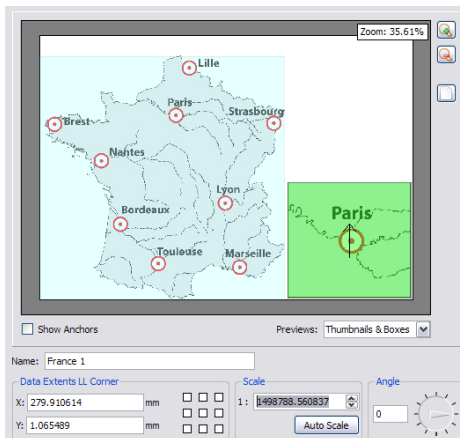 Zoom: 35.61%
Lille
Paris
Strasbourg
Brest
Nantes
Lyon
Paris
Bordeaux
Toulouse
Marseille
Show Anchors
Previews: Thumbnails & Boxes
Name: France 1
Data Extents LL Corner
Scale
Angle
X: 279.910614 mm
1 : 1498788.560837
0
Y: 1.065489 mm
Auto Scale